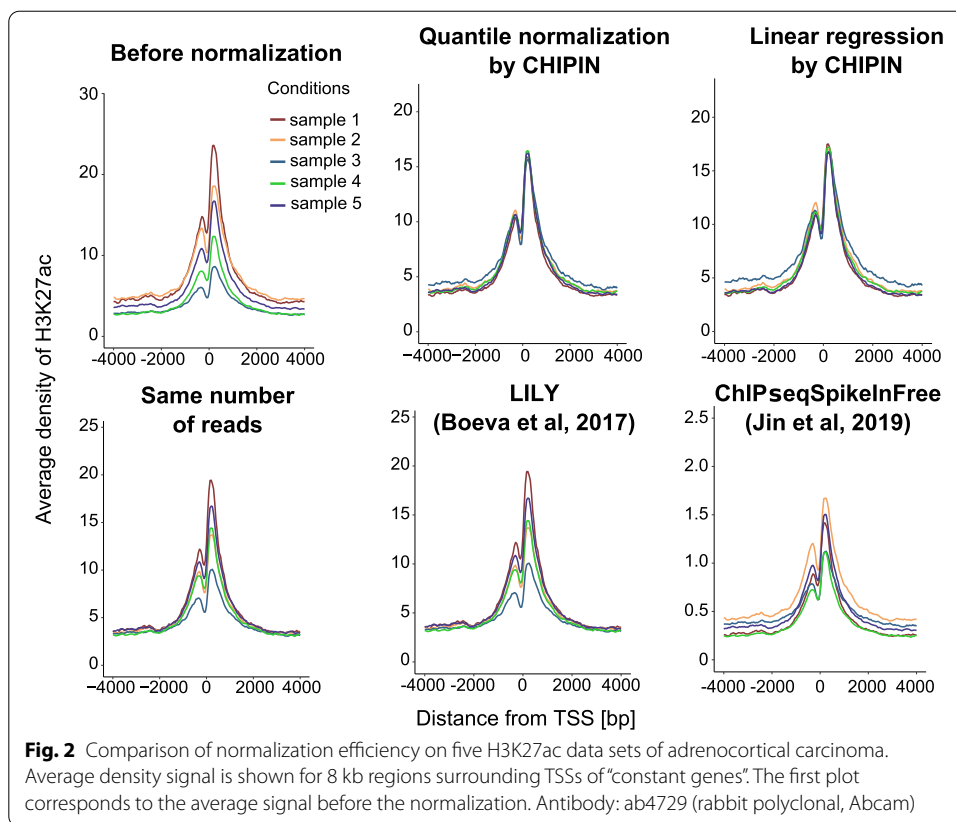 Before normalization
Quantile normalization
by CHIPIN
Linear regression
by CHIPIN
Conditions
sample 1
sample 2
sample 3
sample 4
sample 5
30
20
10
0
−4000 -2000 0 2000 4000
20
15
10
5
0
−4000 -2000 0 2000 4000
20
15
10
5
0
-4000 -2000 0 2000 4000
Average density of H3K27ac
Same number
of reads
LILY
(Boeva et al, 2017)
ChIPseqSpikeInFree
(Jin et al, 2019)
25
20
15
10
5
0
−4000 -2000 0 2000 4000
25
20
15
10
5
0
-4000 -2000 0 2000 4000
2.5
2.0
1.5
1.0
0.5
0.0
-4000 -2000 0 2000 4000
Distance from TSS [bp]
Fig. 2 Comparison of normalization efficiency on five H3K27ac data sets of adrenocortical carcinoma.
Average density signal is shown for 8 kb regions surrounding TSSs of “constant genes”. The first plot
corresponds to the average signal before the normalization. Antibody: ab4729 (rabbit polyclonal, Abcam)